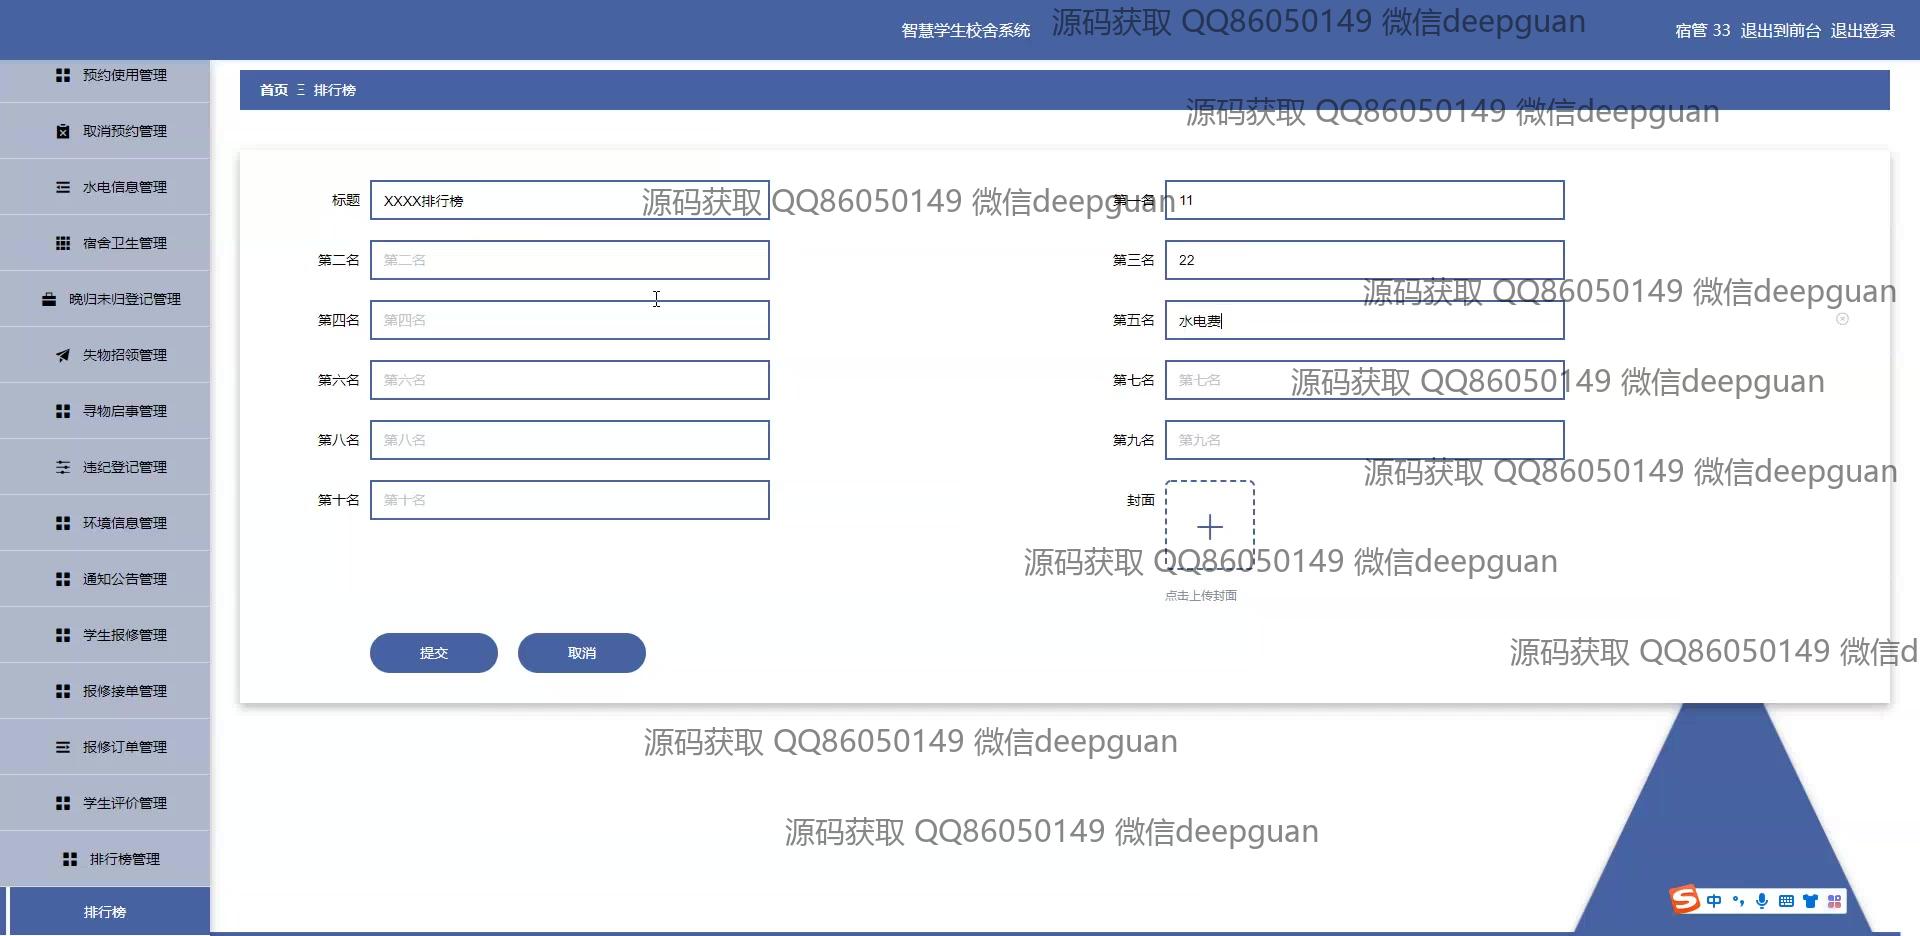 智慧学生校舍系统
源码获取 QQ86050149 微信deepguan
宿管 33 退出到前台 退出登录
预约使用管理
取消预约管理
水电信息管理
宿舍卫生管理
晚归未归登记管理
失物招领管理
寻物启事管理
违纪登记管理
环境信息管理
通知公告管理
学生报修管理
报修接单管理
报修订单管理
学生评价管理
排行榜管理
排行榜
首页 Ξ 排行榜
源码获取 QQ86050149 微信deepguan
标题 XXXX排行榜
源码获取 QQ86050149 微信deepguan
第一名 11
第二名 第二名
第三名 22
源码获取 QQ86050149 微信deepguan
第四名 第四名
第五名 水电费
第六名 第六名
第七名 第七名
源码获取 QQ86050149 微信deepguan
第八名 第八名
第九名 第九名
源码获取 QQ86050149 微信deepguan
第十名 第十名
封面
源码获取 QQ86050149 微信deepguan
点击上传封面
提交 取消
源码获取 QQ86050149 微信d
源码获取 QQ86050149 微信deepguan
源码获取 QQ86050149 微信deepguan
S 中